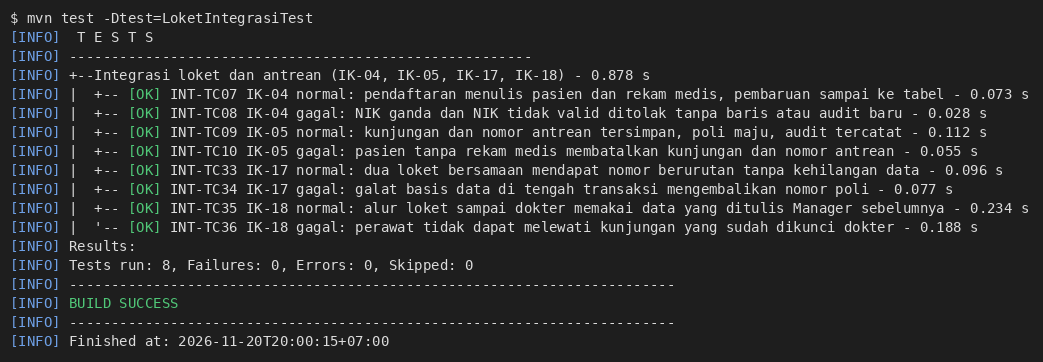 $ mvn test -Dtest=LoketIntegrasiTest
[INFO]  T E S T S
[INFO] -------------------------------------------------------
[INFO] +--Integrasi loket dan antrean (IK-04, IK-05, IK-17, IK-18) - 0.878 s
[INFO] |  +-- [OK] INT-TC07 IK-04 normal: pendaftaran menulis pasien dan rekam medis, pembaruan sampai ke tabel - 0.073 s
[INFO] |  +-- [OK] INT-TC08 IK-04 gagal: NIK ganda dan NIK tidak valid ditolak tanpa baris atau audit baru - 0.028 s
[INFO] |  +-- [OK] INT-TC09 IK-05 normal: kunjungan dan nomor antrean tersimpan, poli maju, audit tercatat - 0.112 s
[INFO] |  +-- [OK] INT-TC10 IK-05 gagal: pasien tanpa rekam medis membatalkan kunjungan dan nomor antrean - 0.055 s
[INFO] |  +-- [OK] INT-TC33 IK-17 normal: dua loket bersamaan mendapat nomor berurutan tanpa kehilangan data - 0.096 s
[INFO] |  +-- [OK] INT-TC34 IK-17 gagal: galat basis data di tengah transaksi mengembalikan nomor poli - 0.077 s
[INFO] |  +-- [OK] INT-TC35 IK-18 normal: alur loket sampai dokter memakai data yang ditulis Manager sebelumnya - 0.234 s
[INFO] |  '-- [OK] INT-TC36 IK-18 gagal: perawat tidak dapat melewati kunjungan yang sudah dikunci dokter - 0.188 s
[INFO] Results:
[INFO] Tests run: 8, Failures: 0, Errors: 0, Skipped: 0
[INFO] ------------------------------------------------------------------------
[INFO] BUILD SUCCESS
[INFO] ------------------------------------------------------------------------
[INFO] Finished at: 2026-11-20T20:00:15+07:00